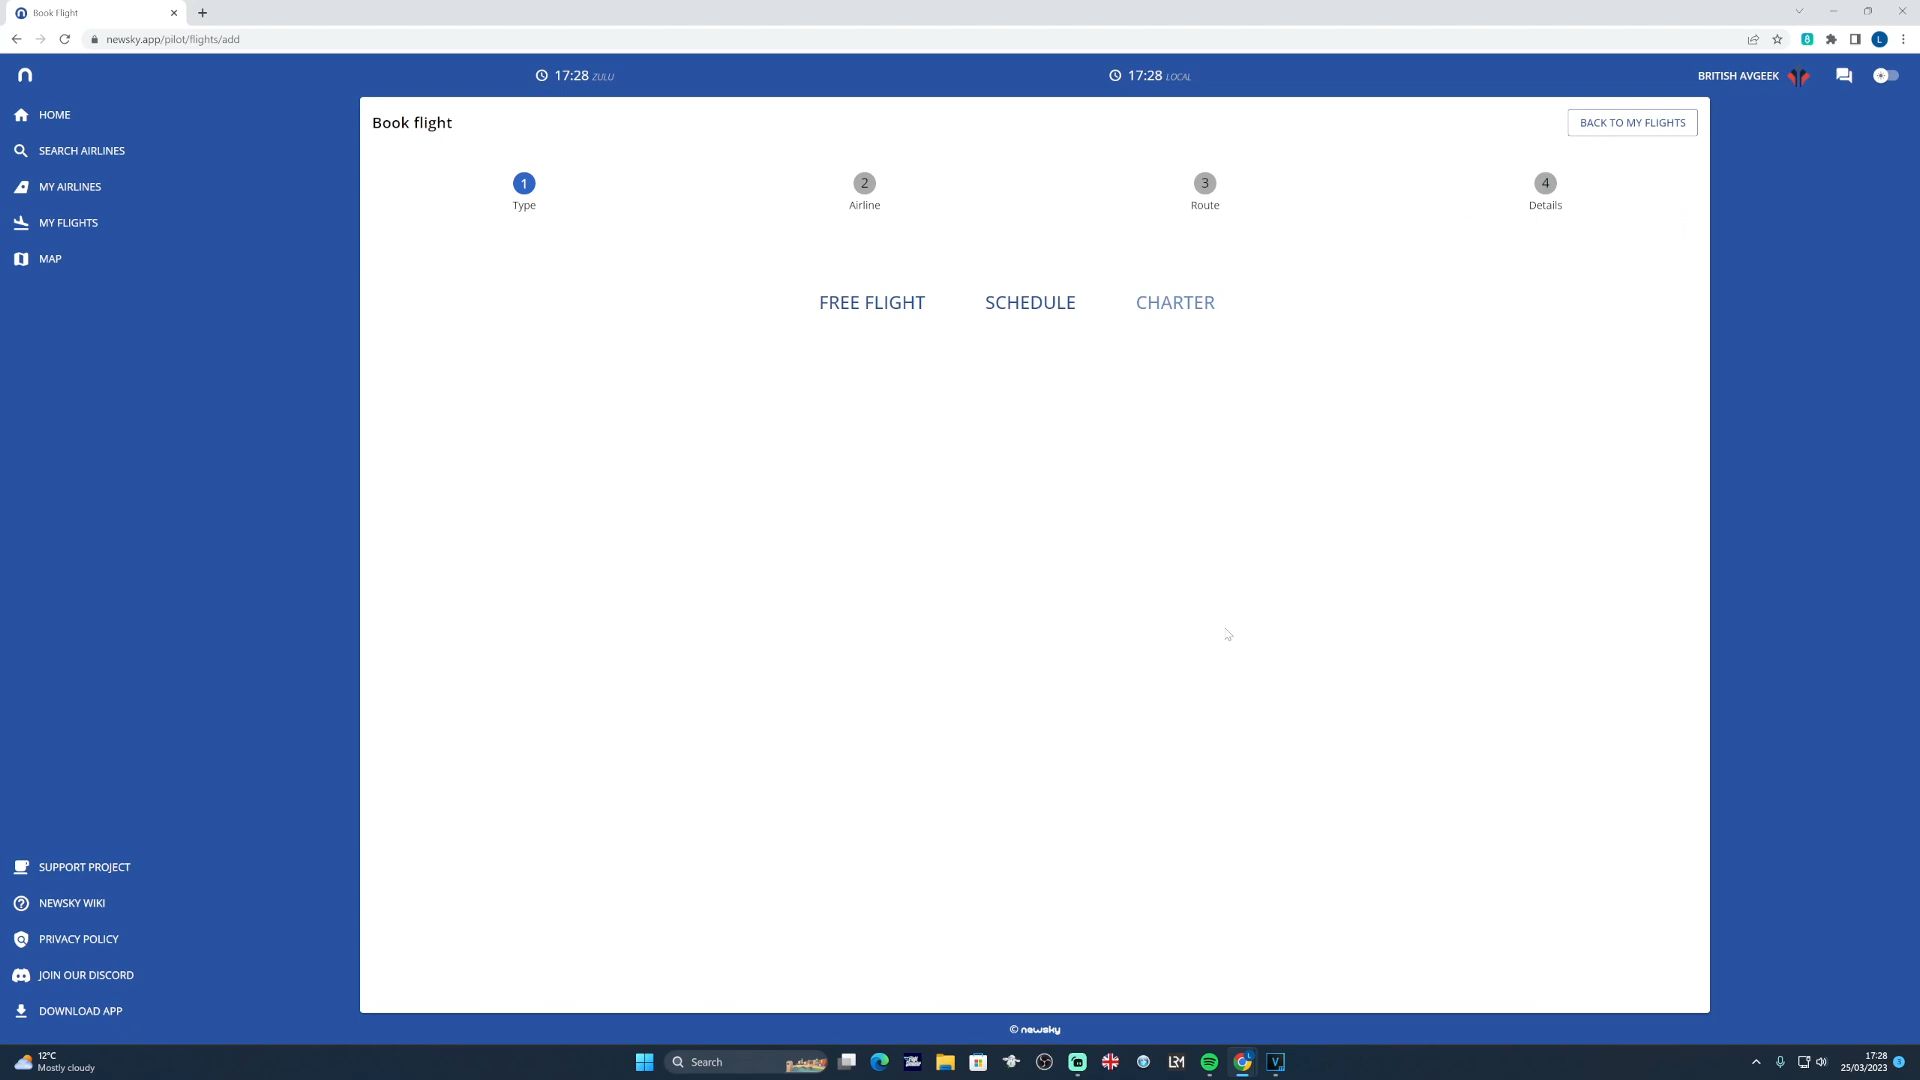 Book Flight
newsky.app/pilot/flights/add
L
17:28 ZULU
17:28 LOCAL
BRITISH AVGEEK
HOME
SEARCH AIRLINES
MY AIRLINES
MY FLIGHTS
MAP
Book flight
BACK TO MY FLIGHTS
1
Type
2
Airline
3
Route
4
Details
FREE FLIGHT
SCHEDULE
CHARTER
SUPPORT PROJECT
NEWSKY WIKI
PRIVACY POLICY
JOIN OUR DISCORD
DOWNLOAD APP
© newsky
12°C
Mostly cloudy
Search
LRM
V
17:28
25/03/2023
3